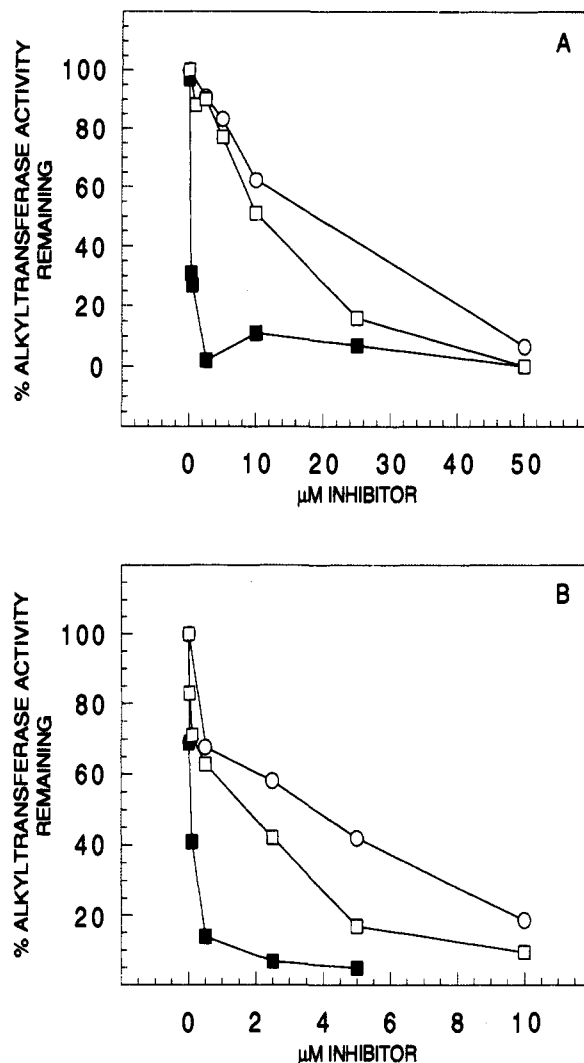 A
% ALKYLTRANSFERASE ACTIVITY
REMAINING
100
80
60
40
20
0
0 10 20 30 40 50
µM INHIBITOR
B
% ALKYLTRANSFERASE ACTIVITY
REMAINING
100
80
60
40
20
0 2 4 6 8 10
µM INHIBITOR